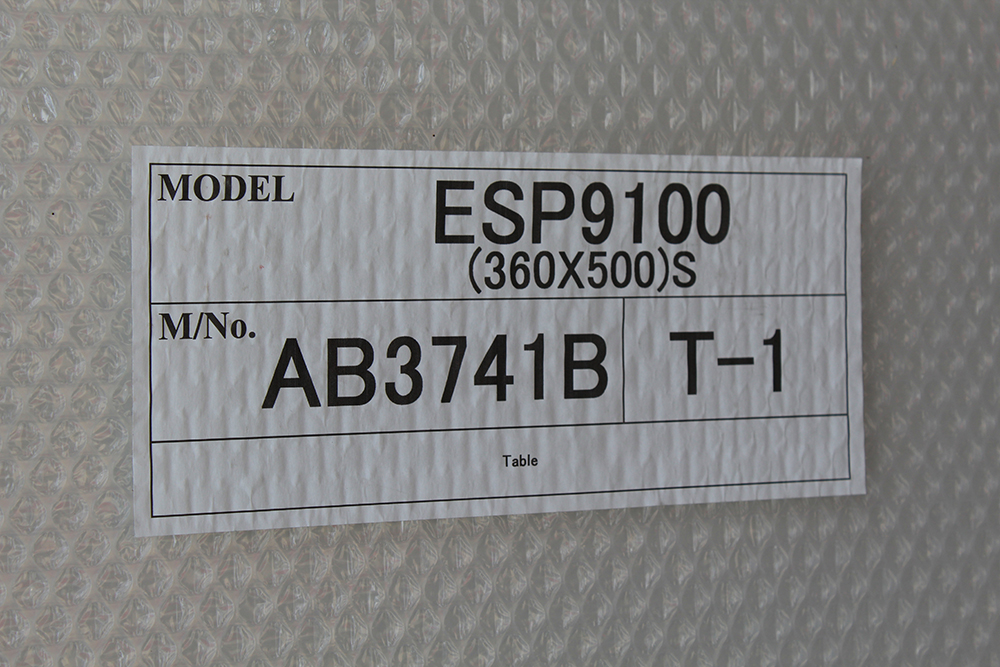 MODEL
ESP9100
(360X500)S
M/No.
AB3741B T-1
Table